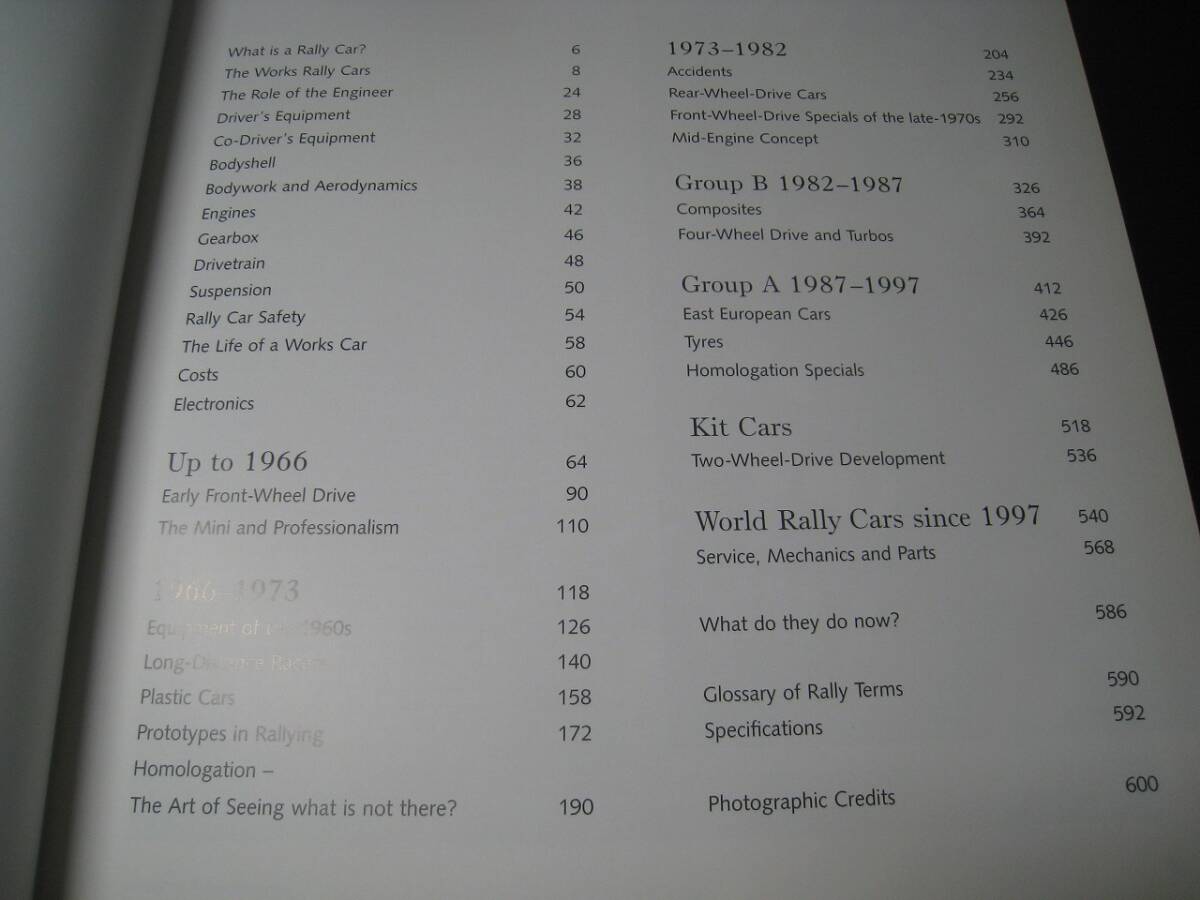 What is a Rally Car? 6
The Works Rally Cars 8
The Role of the Engineer 24
Driver's Equipment 28
Co-Driver's Equipment 32
Bodyshell 36
Bodywork and Aerodynamics 38
Engines 42
Gearbox 46
Drivetrain 48
Suspension 50
Rally Car Safety 54
The Life of a Works Car 58
Costs 60
Electronics 62
Up to 1966 64
Early Front-Wheel Drive 90
The Mini and Professionalism 110
1966–1973 118
Equipment of the 1960s 126
Long-Distance 140
Plastic Cars 158
Prototypes in Rallying 172
Homologation –
The Art of Seeing what is not there? 190
1973–1982 204
Accidents 234
Rear-Wheel-Drive Cars 256
Front-Wheel-Drive Specials of the late-1970s 292
Mid-Engine Concept 310
Group B 1982–1987 326
Composites 364
Four-Wheel Drive and Turbos 392
Group A 1987–1997 412
East European Cars 426
Tyres 446
Homologation Specials 486
Kit Cars 518
Two-Wheel-Drive Development 536
World Rally Cars since 1997 540
Service, Mechanics and Parts 568
What do they do now? 586
Glossary of Rally Terms 590
Specifications 592
Photographic Credits 600